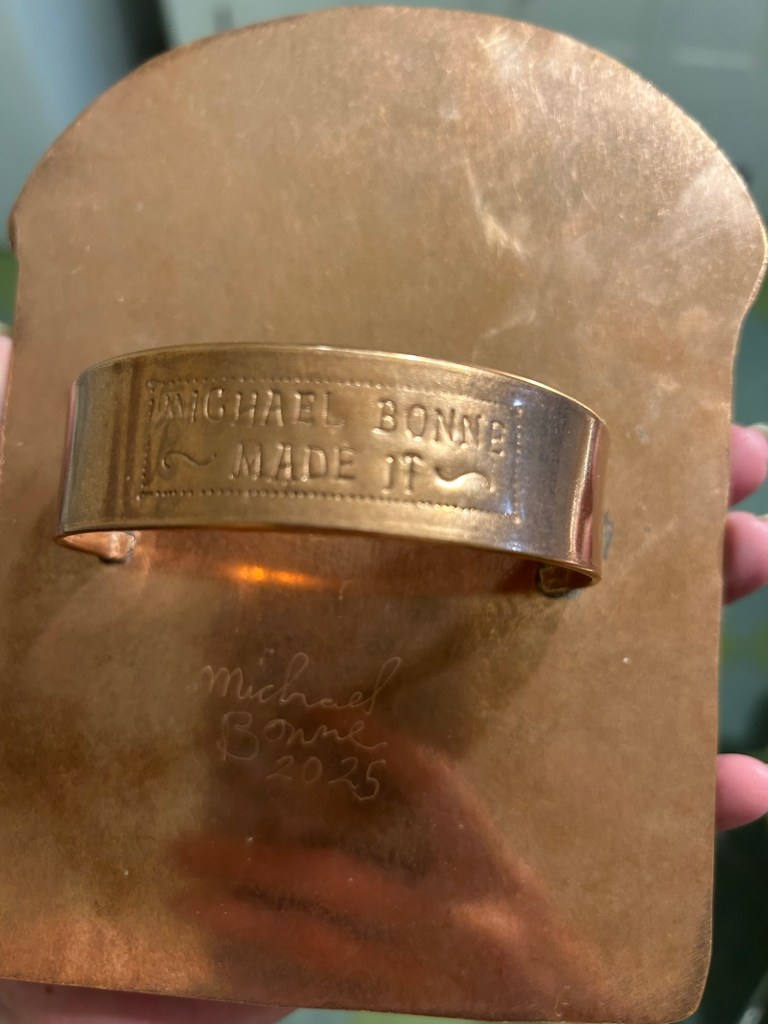 MICHAEL BONNE
~ MADE IT ~
Michael
Bonne
2025